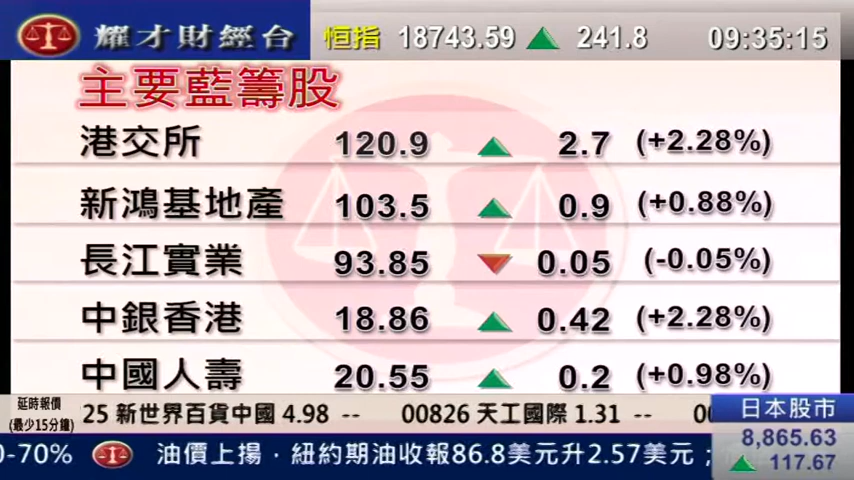 耀才財經台 恒指 18743.59 241.8 09:35:15
主要藍籌股
港交所 120.9 2.7 (+2.28%)
新鴻基地產 103.5 0.9 (+0.88%)
長江實業 93.85 0.05 (-0.05%)
中銀香港 18.86 0.42 (+2.28%)
中國人壽 20.55 0.2 (+0.98%)
延時報價
(最少15分鐘)
25 新世界百貨中國 4.98 -- 00826 天工國際 1.31 -- 00
日本股市
8,865.63
117.67
0-70% 油價上揚．紐約期油收報86.8美元升2.57美元；